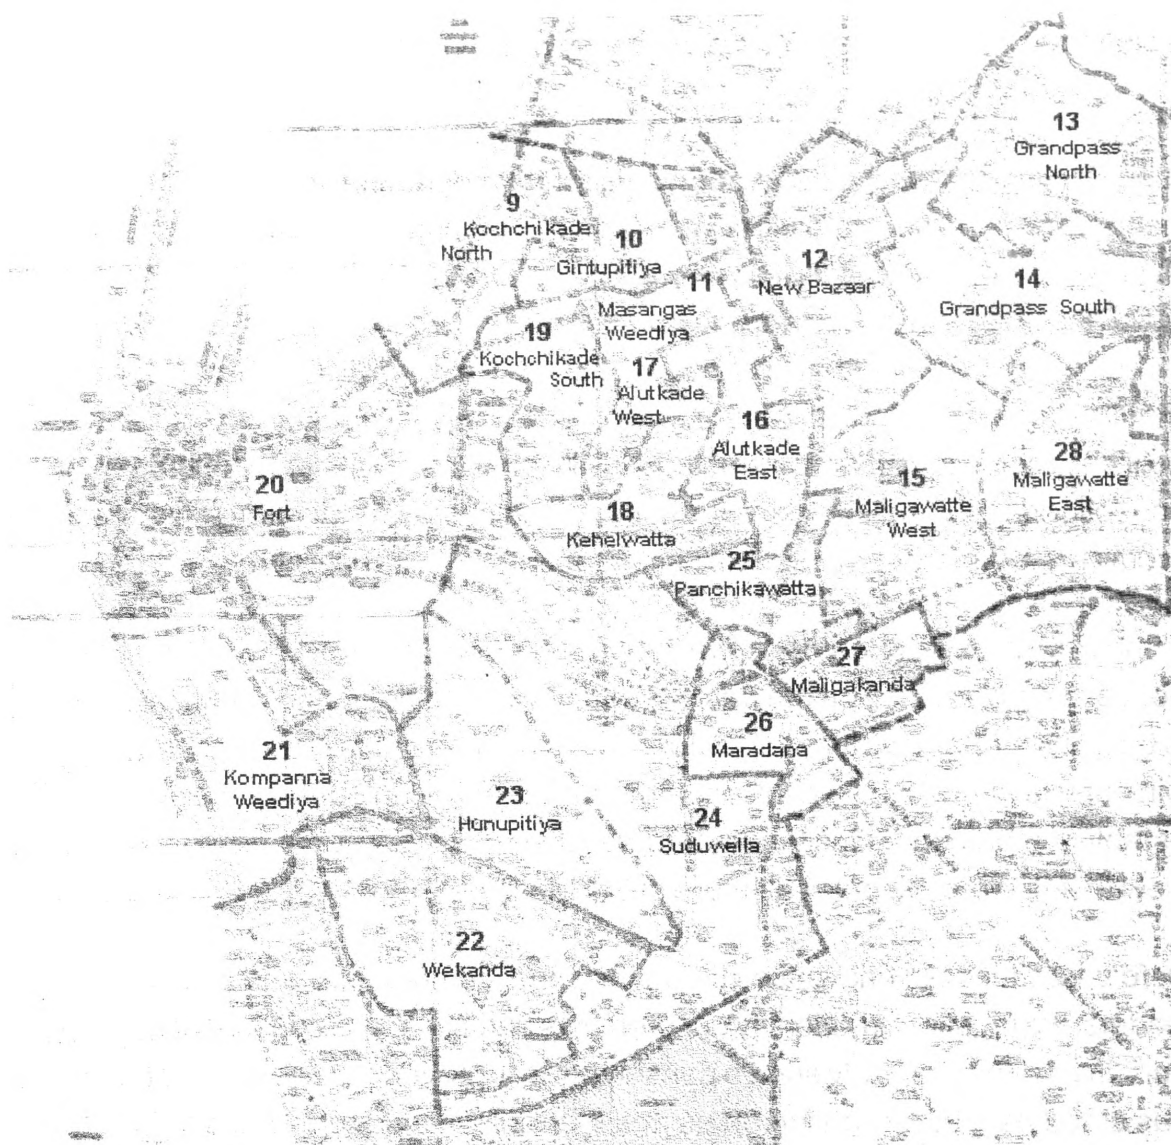 13
Grandpass
North
9
Kochchikade
North
10
Gintupitiya
12
New Bazaar
11
Masangas
Weediya
14
Grandpass South
19
Kochchikade
South
17
Alutkade
West
16
Alutkade
East
28
Maligawatte
East
15
Maligawatte
West
20
Fort
18
Kehelwatta
25
Panchikawatta
27
Maligakanda
26
Maradana
21
Kompanna
Weediya
23
Hunupitiya
24
Suduwella
22
Wekanda